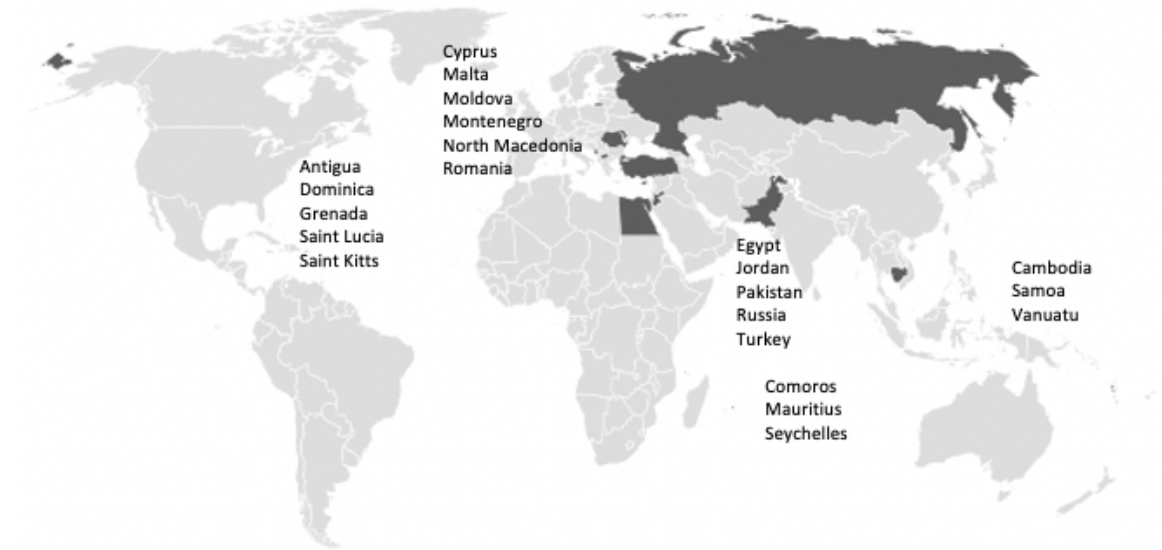 Cyprus
Malta
Moldova
Montenegro
North Macedonia
Romania
Antigua
Dominica
Grenada
Saint Lucia
Saint Kitts
Egypt
Jordan
Pakistan
Russia
Turkey
Cambodia
Samoa
Vanuatu
Comoros
Mauritius
Seychelles